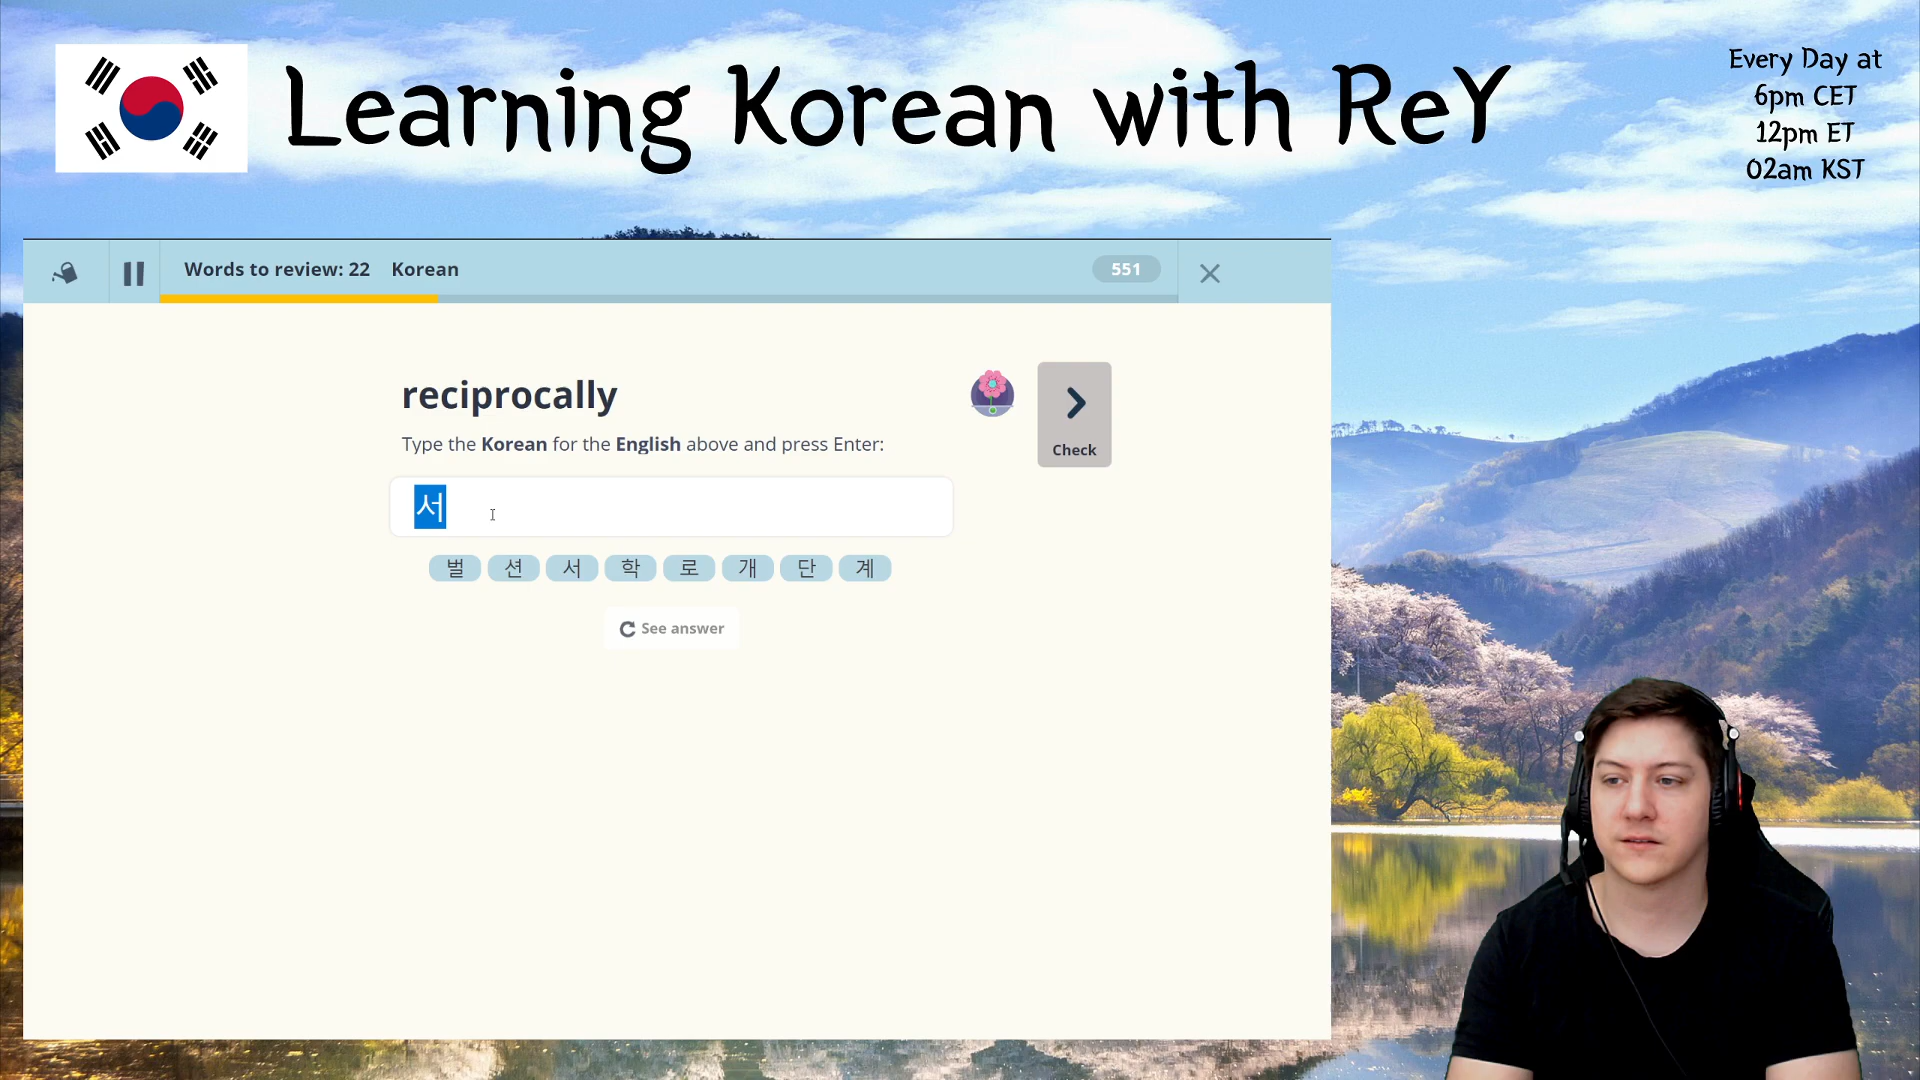 Learning Korean with ReY
Every Day at
6pm CET
12pm ET
02am KST
Words to review: 22 Korean
551
reciprocally
Type the Korean for the English above and press Enter:
Check
서
벌 션 서 학 로 개 단 계
See answer